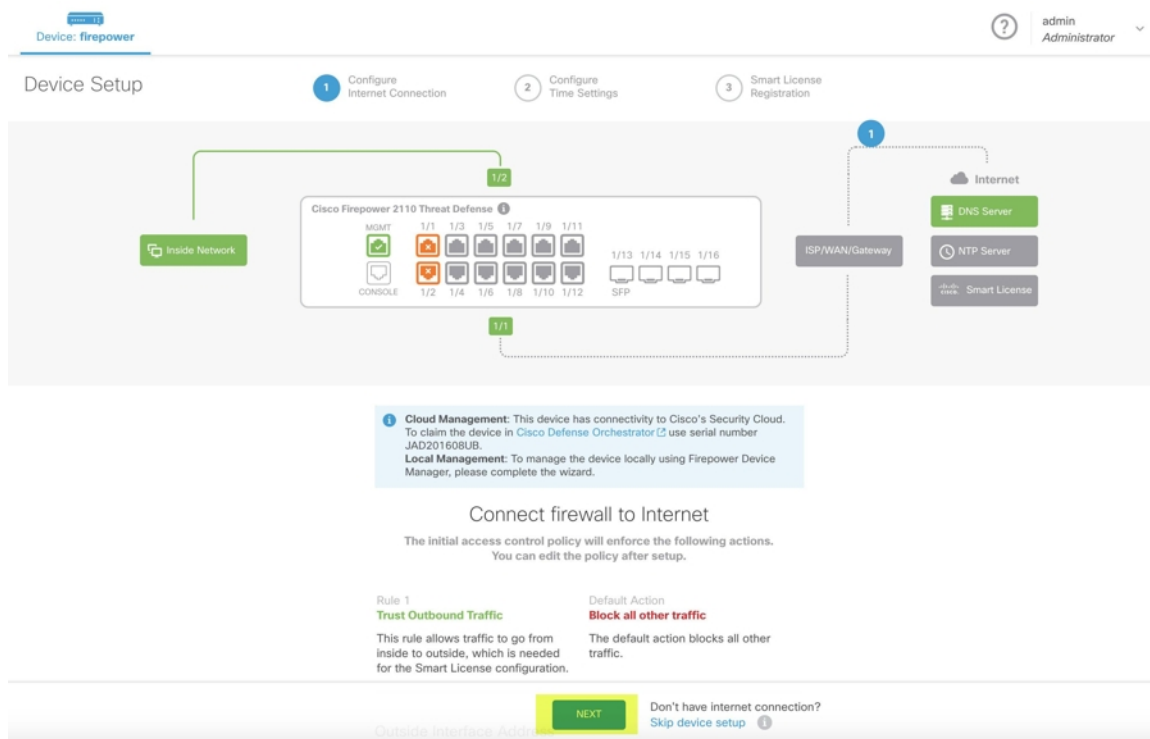 Device: firepower
admin
Administrator
Device Setup
1
Configure
Internet Connection
2
Configure
Time Settings
3
Smart License
Registration
1
1/2
Internet
Cisco Firepower 2110 Threat Defense
MGMT
1/1 1/3 1/5 1/7 1/9 1/11
DNS Server
Inside Network
ISP/WAN/Gateway
NTP Server
1/13 1/14 1/15 1/16
CONSOLE
1/2 1/4 1/6 1/8 1/10 1/12
SFP
Smart License
1/1
Cloud Management: This device has connectivity to Cisco's Security Cloud.
To claim the device in Cisco Defense Orchestrator use serial number
JAD201608UB.
Local Management: To manage the device locally using Firepower Device
Manager, please complete the wizard.
Connect firewall to Internet
The initial access control policy will enforce the following actions.
You can edit the policy after setup.
Rule 1
Trust Outbound Traffic
This rule allows traffic to go from
inside to outside, which is needed
for the Smart License configuration.
Default Action
Block all other traffic
The default action blocks all other
traffic.
NEXT
Don't have internet connection?
Skip device setup
Outside Interface Address